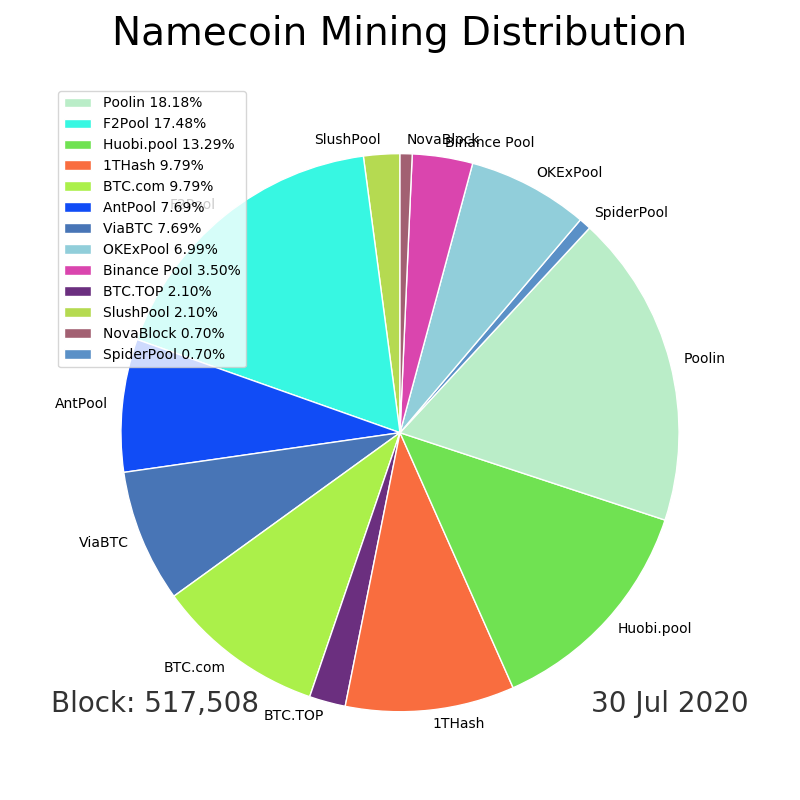 Namecoin Mining Distribution
Poolin 18.18%
F2Pool 17.48%
Huobi.pool 13.29%
1THash 9.79%
BTC.com 9.79%
AntPool 7.69%
ViaBTC 7.69%
OKExPool 6.99%
Binance Pool 3.50%
BTC.TOP 2.10%
SlushPool 2.10%
NovaBlock 0.70%
SpiderPool 0.70%
SlushPool
NovaBlock
Binance Pool
OKExPool
SpiderPool
Poolin
AntPool
ViaBTC
Huobi.pool
BTC.com
BTC.TOP
1THash
Block: 517,508
30 Jul 2020